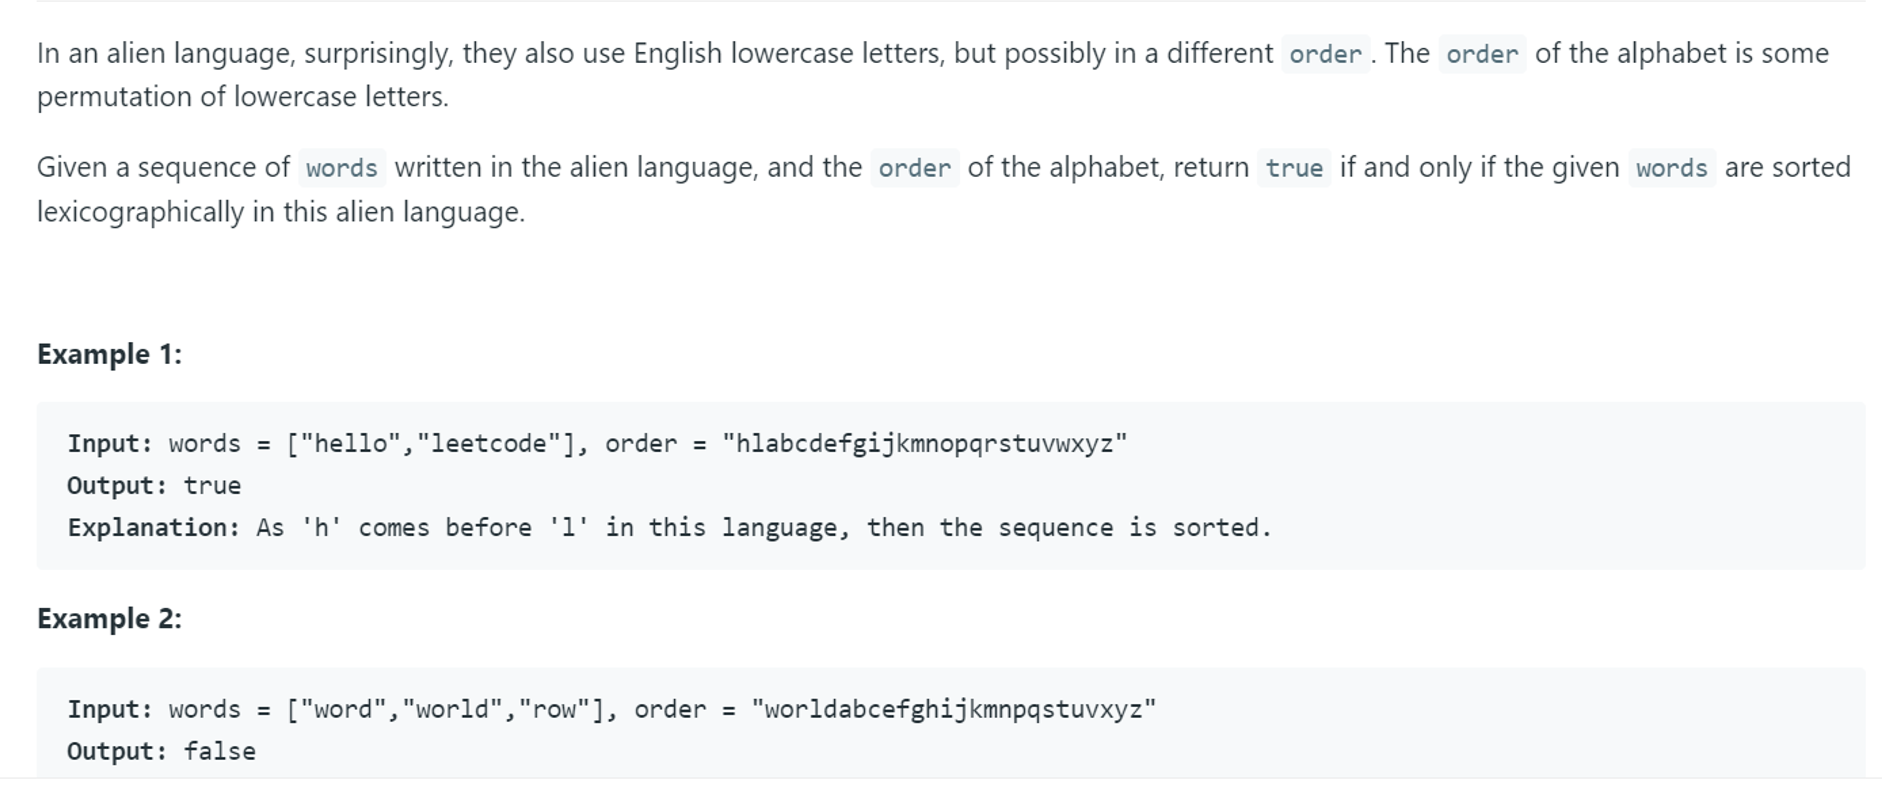 In an alien language, surprisingly, they also use English lowercase letters, but possibly in a different order. The order of the alphabet is some
permutation of lowercase letters.
Given a sequence of words written in the alien language, and the order of the alphabet, return true if and only if the given words are sorted
lexicographically in this alien language.
Example 1:
Input: words = ["hello","leetcode"], order = "hlabcdefgijkmnopqrstuvwxyz"
Output: true
Explanation: As 'h' comes before 'l' in this language, then the sequence is sorted.
Example 2:
Input: words = ["word","world","row"], order = "worldabcefghijkmnpqstuvxyz"
Output: false